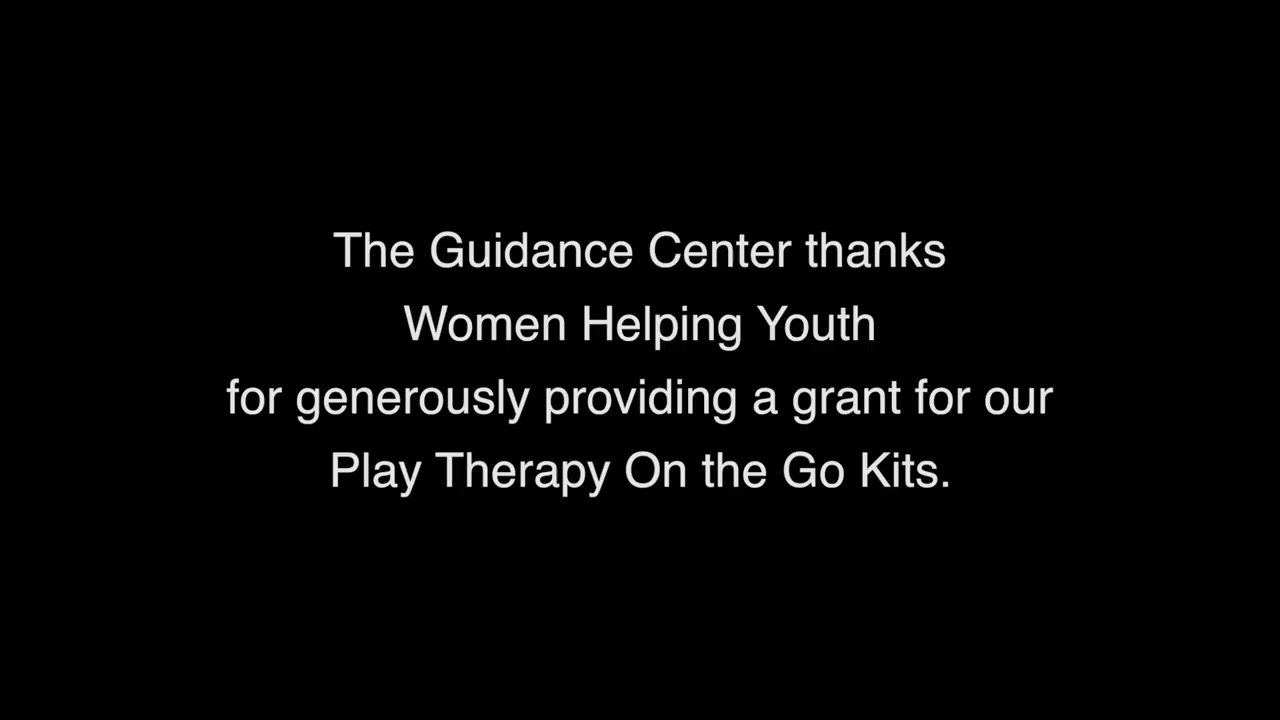 The Guidance Center thanks
Women Helping Youth
for generously providing a grant for our
Play Therapy On the Go Kits.